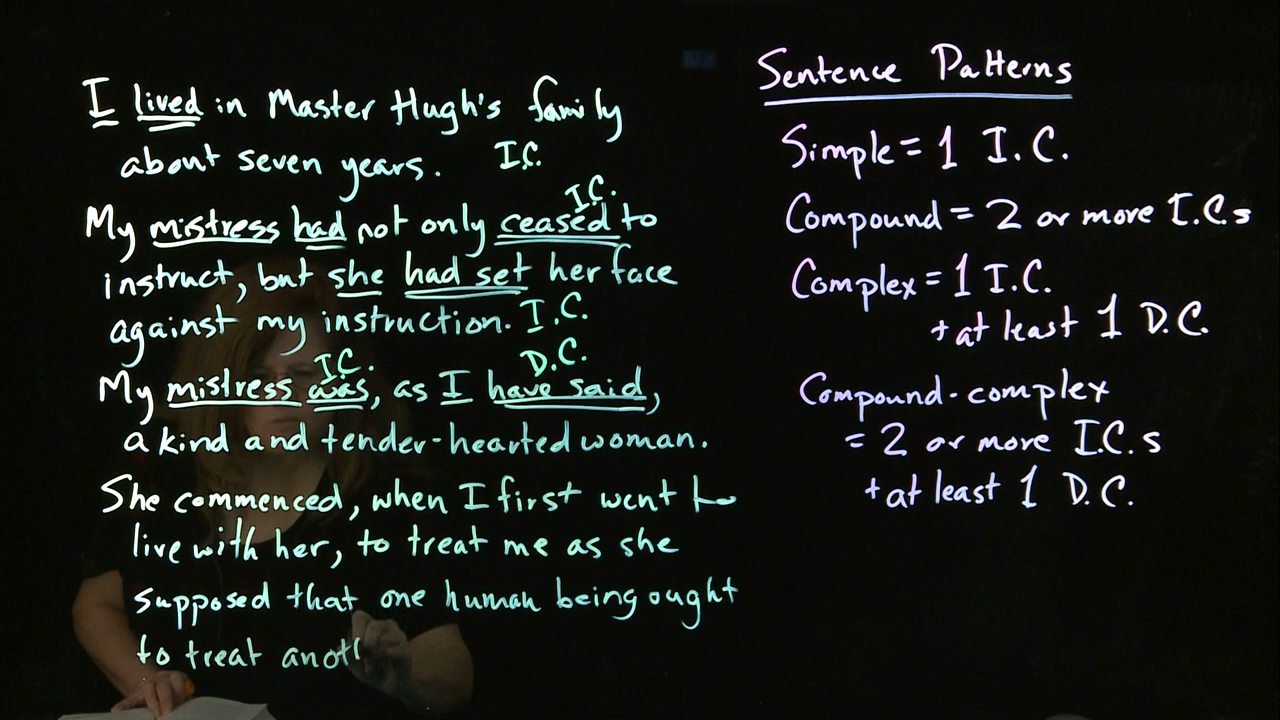 I lived in Master Hugh's family
about seven years. I.C.
I.C.
My mistress had not only ceased to
instruct, but she had set her face
against my instruction. I.C.
I.C. D.C.
My mistress was, as I have said,
a kind and tender-hearted woman.
She commenced, when I first went to
live with her, to treat me as she
supposed that one human being ought
to treat anoth
Sentence Patterns
Simple = 1 I.C.
Compound = 2 or more I.C.s
Complex = 1 I.C.
+ at least 1 D.C.
Compound-complex
= 2 or more I.C.s
+ at least 1 D.C.